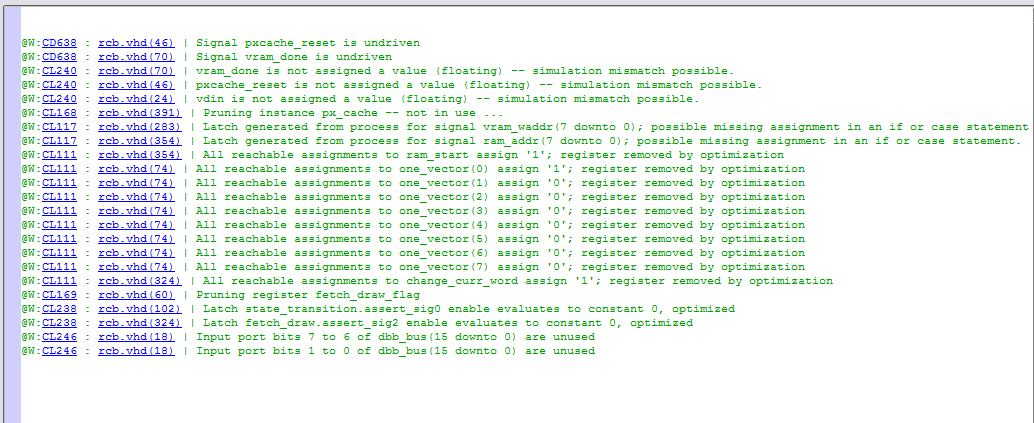 @W:CD638 : rcb.vhd(46) | Signal pxcache_reset is undriven
@W:CD638 : rcb.vhd(70) | Signal vram_done is undriven
@W:CL240 : rcb.vhd(70) | vram_done is not assigned a value (floating) -- simulation mismatch possible.
@W:CL240 : rcb.vhd(46) | pxcache_reset is not assigned a value (floating) -- simulation mismatch possible.
@W:CL240 : rcb.vhd(24) | vdin is not assigned a value (floating) -- simulation mismatch possible.
@W:CL168 : rcb.vhd(391) | Pruning instance px_cache -- not in use ...
@W:CL117 : rcb.vhd(283) | Latch generated from process for signal vram_waddr(7 downto 0); possible missing assignment in an if or case statement
@W:CL117 : rcb.vhd(354) | Latch generated from process for signal ram_addr(7 downto 0); possible missing assignment in an if or case statement.
@W:CL111 : rcb.vhd(354) | All reachable assignments to ram_start assign '1'; register removed by optimization
@W:CL111 : rcb.vhd(74) | All reachable assignments to one_vector(0) assign '1'; register removed by optimization
@W:CL111 : rcb.vhd(74) | All reachable assignments to one_vector(1) assign '0'; register removed by optimization
@W:CL111 : rcb.vhd(74) | All reachable assignments to one_vector(2) assign '0'; register removed by optimization
@W:CL111 : rcb.vhd(74) | All reachable assignments to one_vector(3) assign '0'; register removed by optimization
@W:CL111 : rcb.vhd(74) | All reachable assignments to one_vector(4) assign '0'; register removed by optimization
@W:CL111 : rcb.vhd(74) | All reachable assignments to one_vector(5) assign '0'; register removed by optimization
@W:CL111 : rcb.vhd(74) | All reachable assignments to one_vector(6) assign '0'; register removed by optimization
@W:CL111 : rcb.vhd(74) | All reachable assignments to one_vector(7) assign '0'; register removed by optimization
@W:CL111 : rcb.vhd(324) | All reachable assignments to change_curr_word assign '1'; register removed by optimization
@W:CL169 : rcb.vhd(60) | Pruning register fetch_draw_flag
@W:CL238 : rcb.vhd(102) | Latch state_transition.assert_sig0 enable evaluates to constant 0, optimized
@W:CL238 : rcb.vhd(324) | Latch fetch_draw.assert_sig2 enable evaluates to constant 0, optimized
@W:CL246 : rcb.vhd(18) | Input port bits 7 to 6 of dbb_bus(15 downto 0) are unused
@W:CL246 : rcb.vhd(18) | Input port bits 1 to 0 of dbb_bus(15 downto 0) are unused